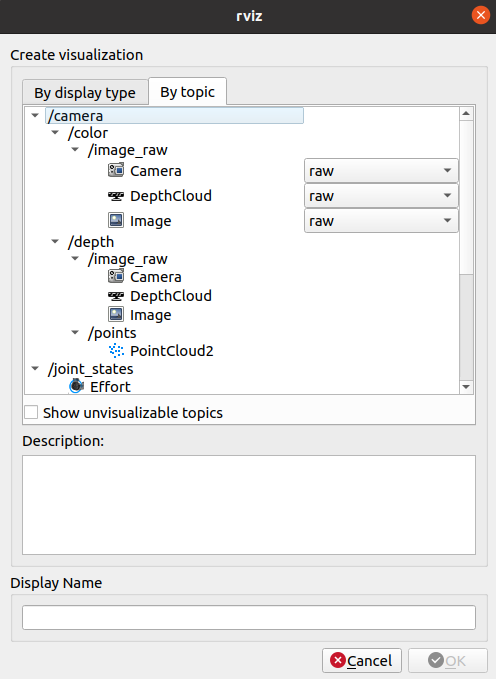 rviz
Create visualization
By display type By topic
/camera
/color
/image_raw
Camera raw
DepthCloud raw
Image raw
/depth
/image_raw
Camera
DepthCloud
Image
/points
PointCloud2
/joint_states
Effort
Show unvisualizable topics
Description:
Display Name
Cancel OK